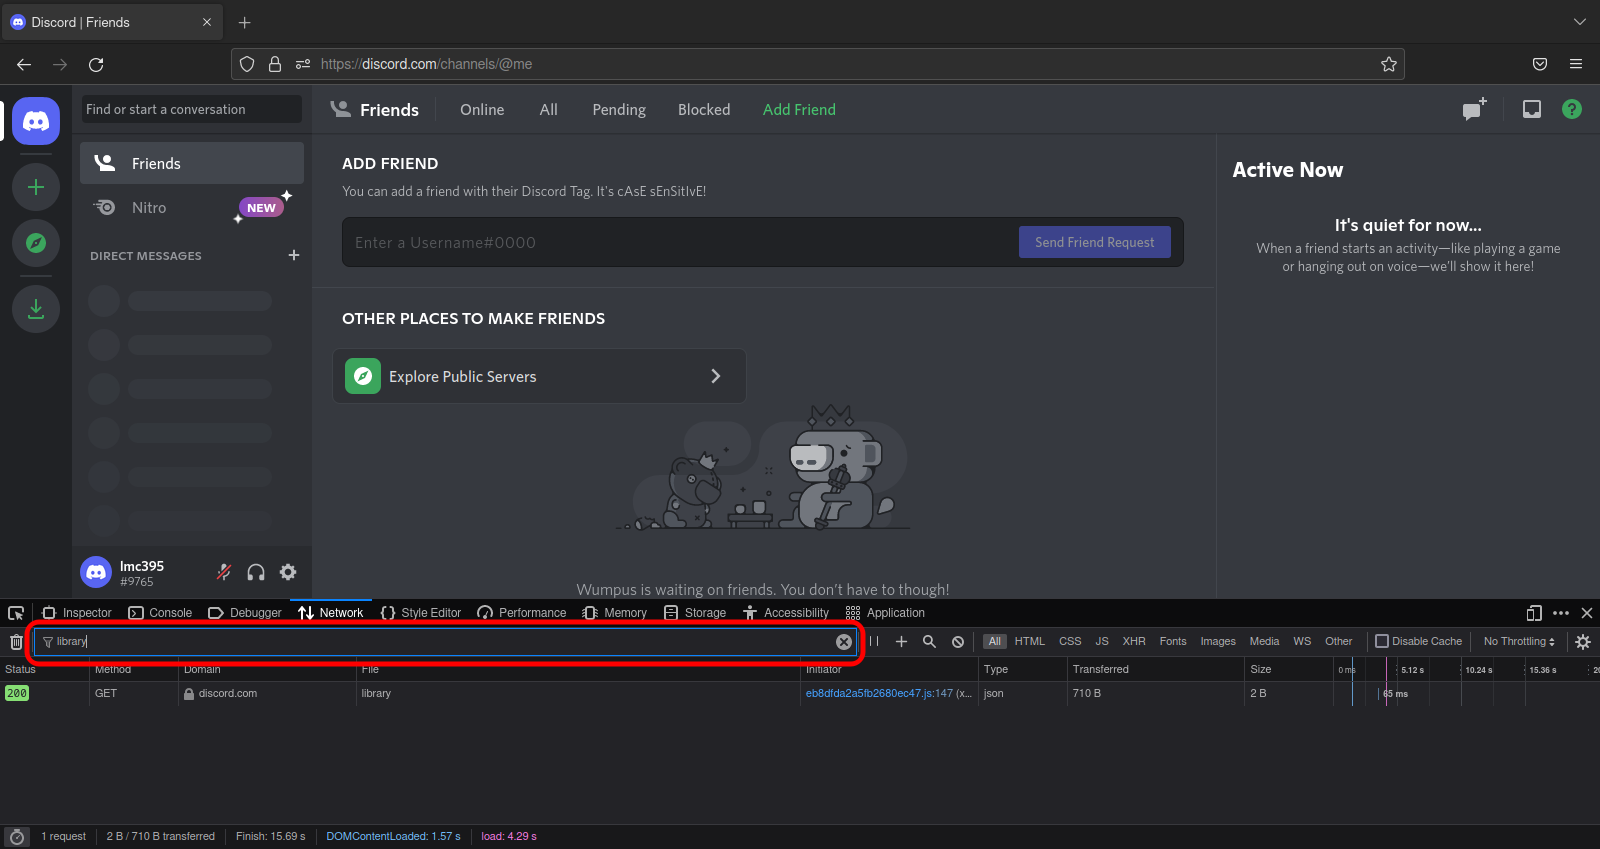 Discord | Friends
https://discord.com/channels/@me
Find or start a conversation
Friends
Online
All
Pending
Blocked
Add Friend
Friends
Nitro
NEW
DIRECT MESSAGES
ADD FRIEND
You can add a friend with their Discord Tag. It's cAsE sEnSitIvE!
Enter a Username#0000
Send Friend Request
OTHER PLACES TO MAKE FRIENDS
Explore Public Servers
Wumpus is waiting on friends. You don't have to though!
Active Now
It's quiet for now...
When a friend starts an activity—like playing a game
or hanging out on voice—we'll show it here!
lmc395
#9765
Inspector
Console
Debugger
Network
Style Editor
Performance
Memory
Storage
Accessibility
Application
library
All
HTML
CSS
JS
XHR
Fonts
Images
Media
WS
Other
Disable Cache
No Throttling
Status
Method
Domain
File
Initiator
Type
Transferred
Size
0 ms
5.12 s
10.24 s
15.36 s
20
200
GET
discord.com
library
eb8dfda2a5fb2680ec47.js:147 (x...
json
710 B
2 B
65 ms
1 request
2 B / 710 B transferred
Finish: 15.69 s
DOMContentLoaded: 1.57 s
load: 4.29 s